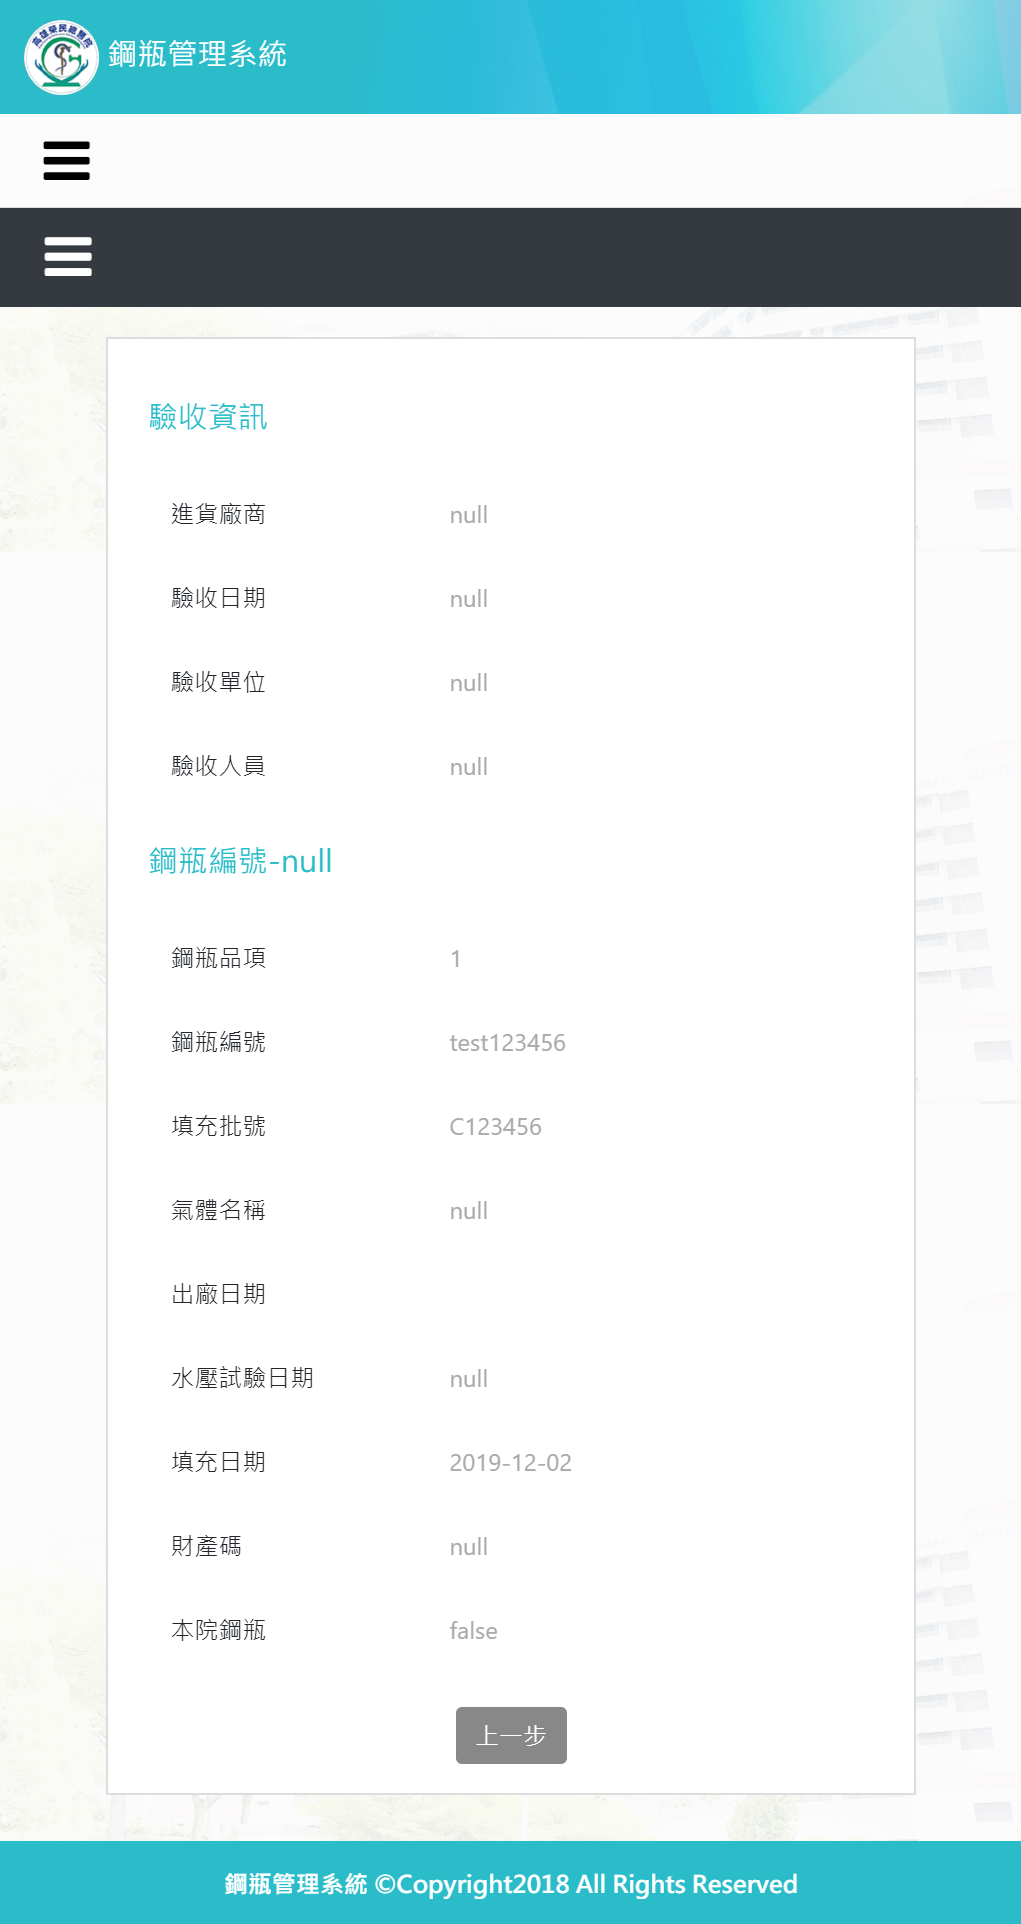 高雄榮民總醫院
鋼瓶管理系統
驗收資訊
進貨廠商 null
驗收日期 null
驗收單位 null
驗收人員 null
鋼瓶編號-null
鋼瓶品項 1
鋼瓶編號 test123456
填充批號 C123456
氣體名稱 null
出廠日期
水壓試驗日期 null
填充日期 2019-12-02
財產碼 null
本院鋼瓶 false
上一步
鋼瓶管理系統 ©Copyright2018 All Rights Reserved